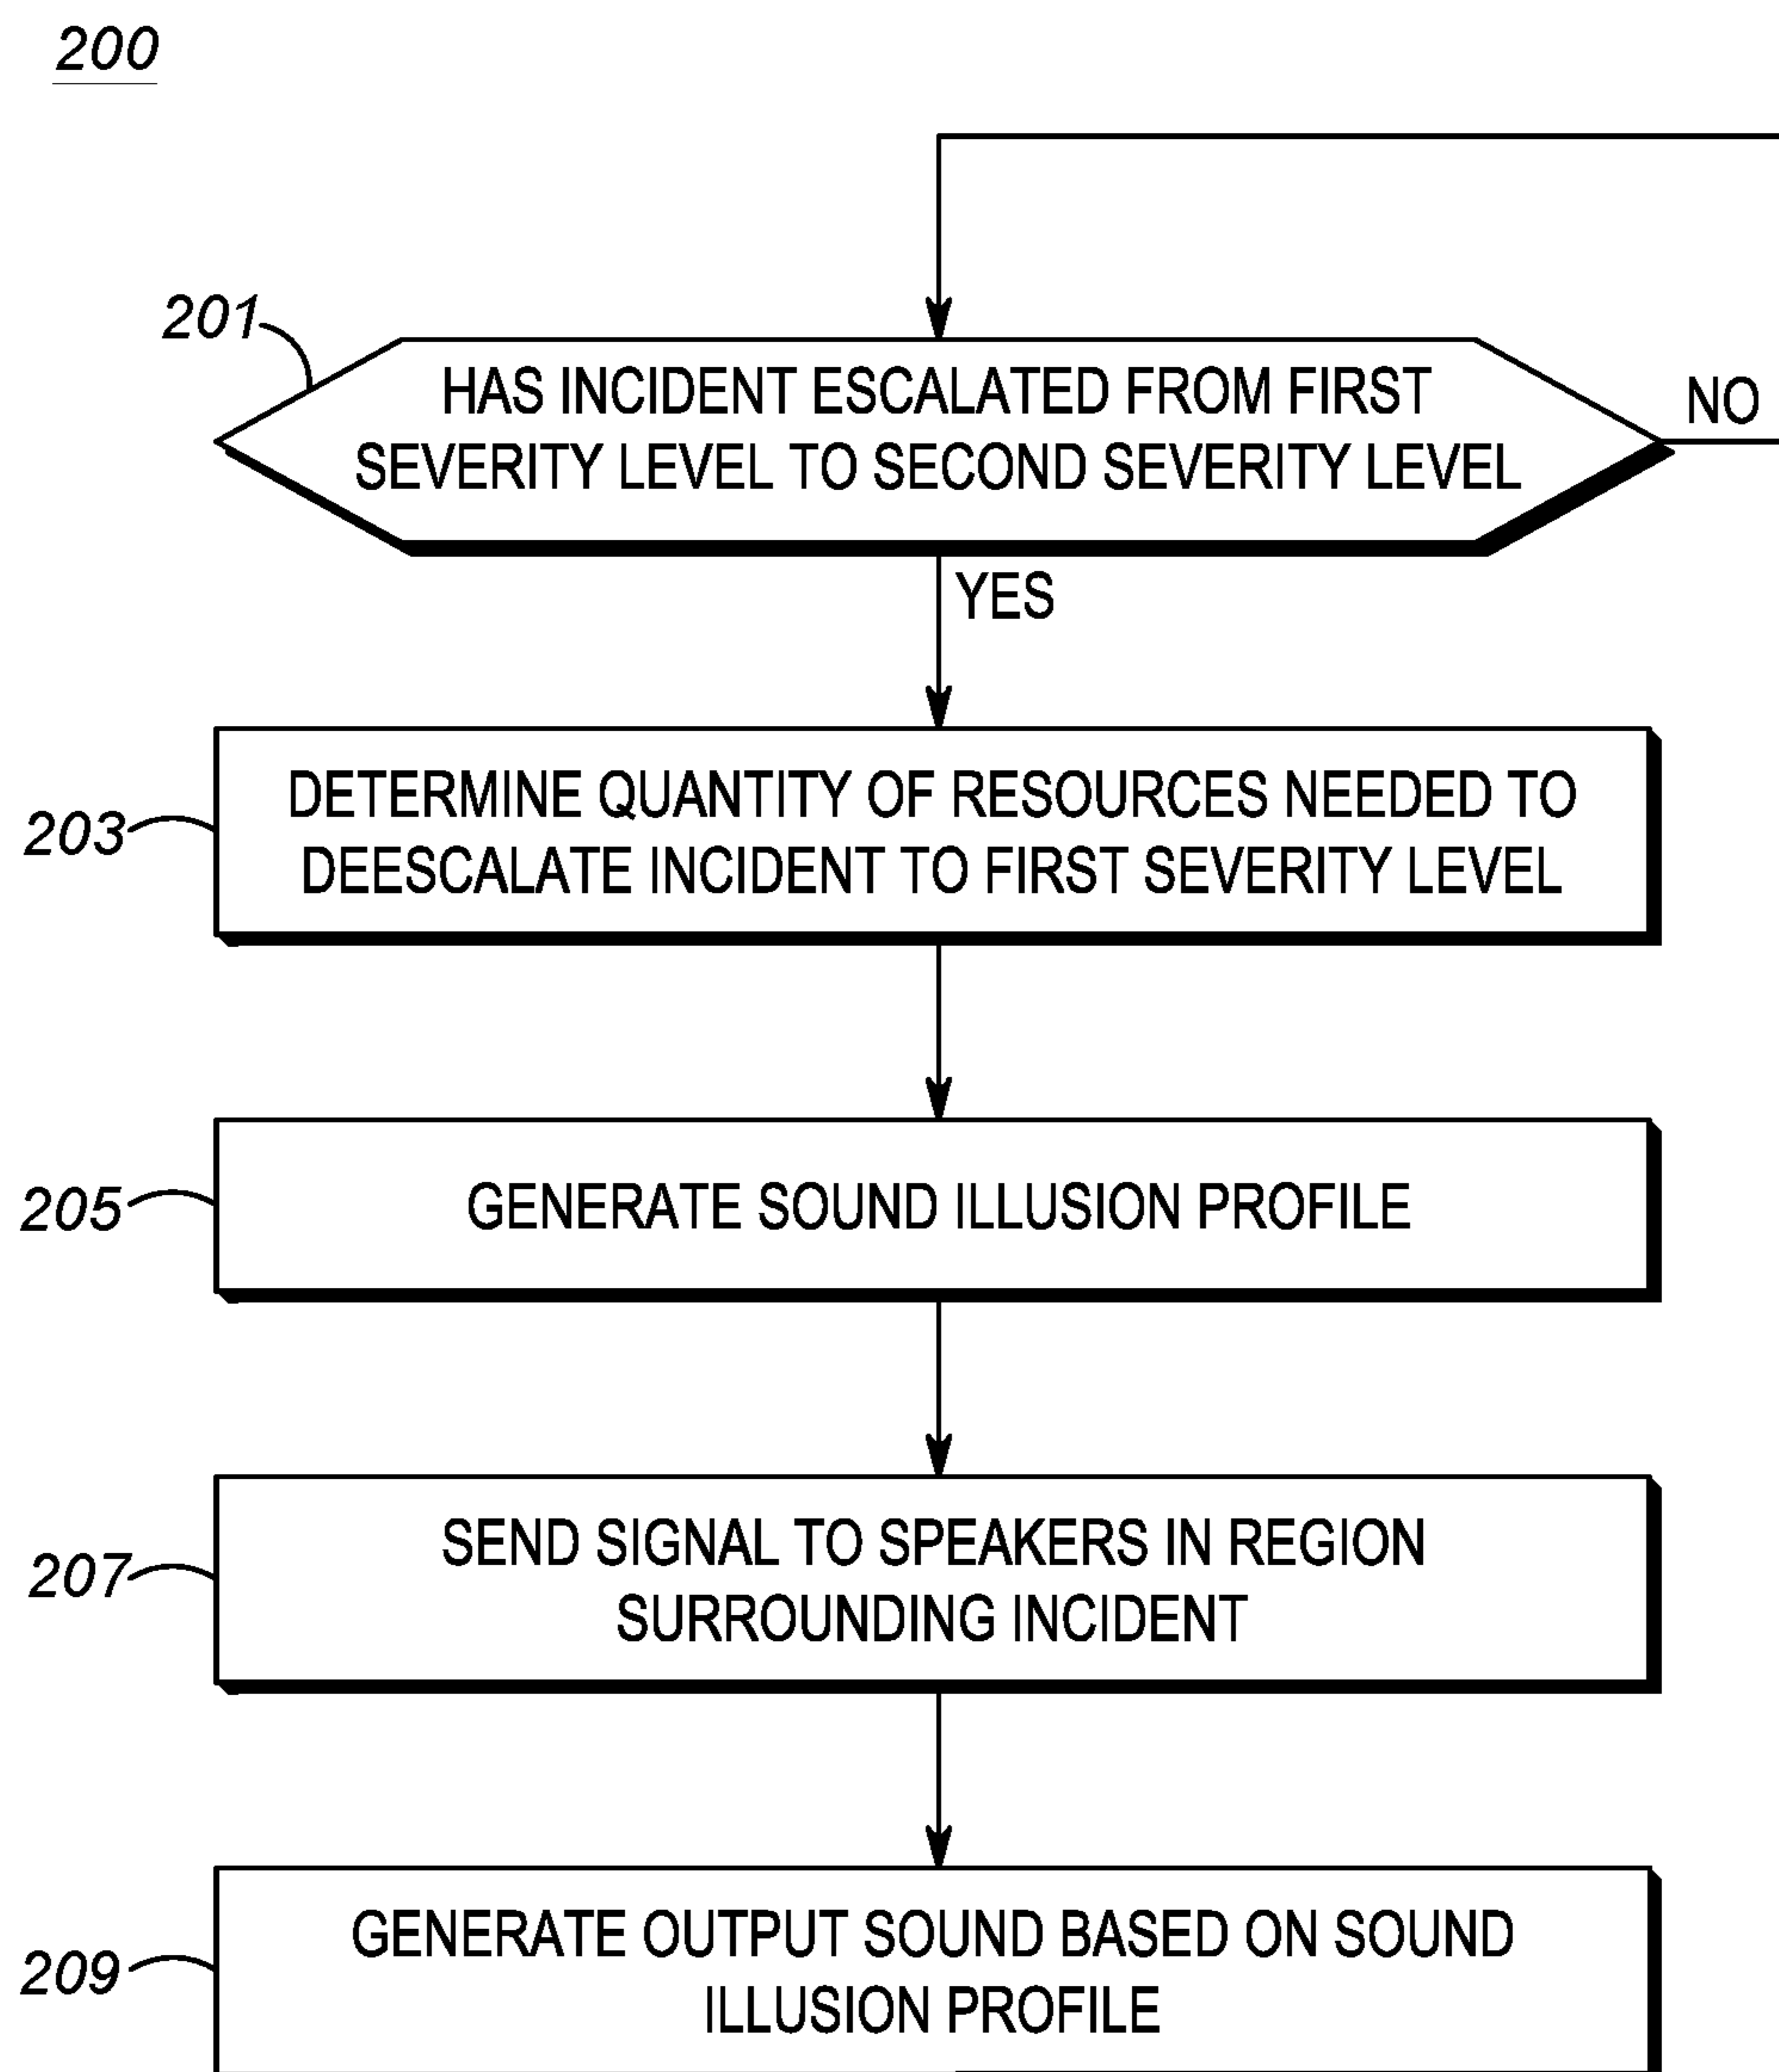 200
201
HAS INCIDENT ESCALATED FROM FIRST
SEVERITY LEVEL TO SECOND SEVERITY LEVEL
NO
YES
203
DETERMINE QUANTITY OF RESOURCES NEEDED TO
DEESCALATE INCIDENT TO FIRST SEVERITY LEVEL
205
GENERATE SOUND ILLUSION PROFILE
207
SEND SIGNAL TO SPEAKERS IN REGION
SURROUNDING INCIDENT
209
GENERATE OUTPUT SOUND BASED ON SOUND
ILLUSION PROFILE